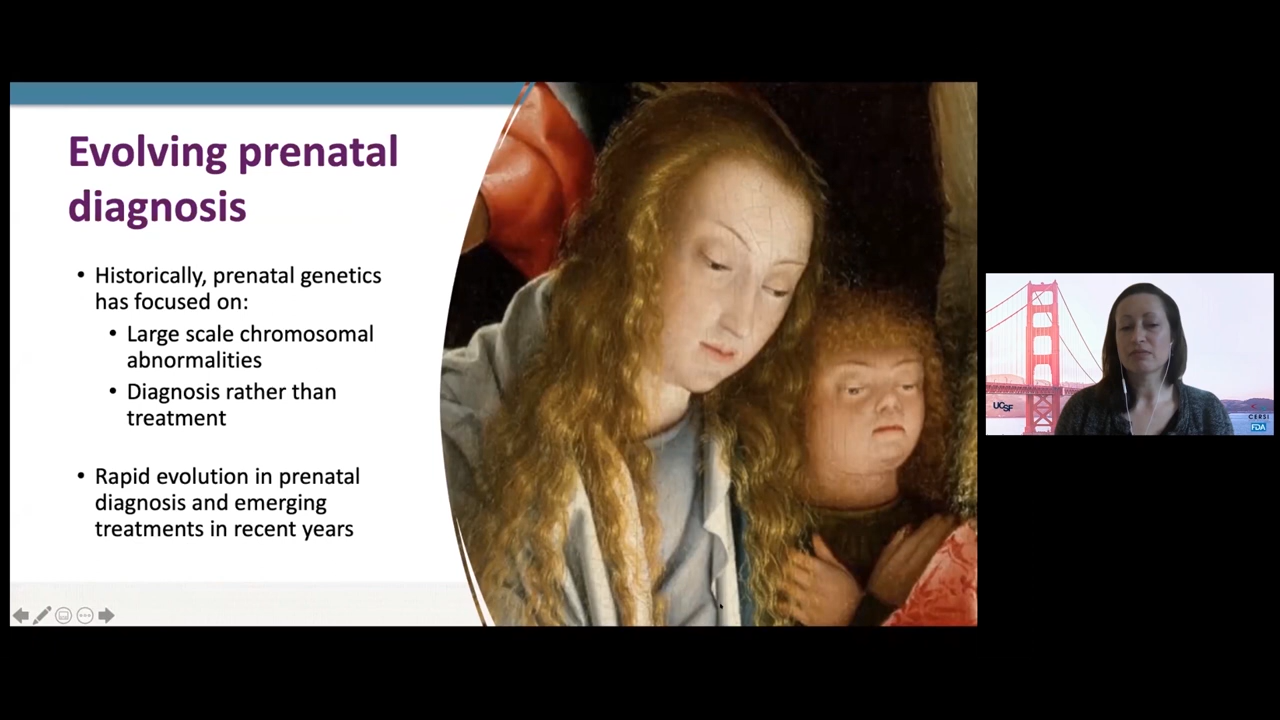 Evolving prenatal
diagnosis
• Historically, prenatal genetics
has focused on:
• Large scale chromosomal
abnormalities
• Diagnosis rather than
treatment
• Rapid evolution in prenatal
diagnosis and emerging
treatments in recent years
UCSF
CERSI
FDA